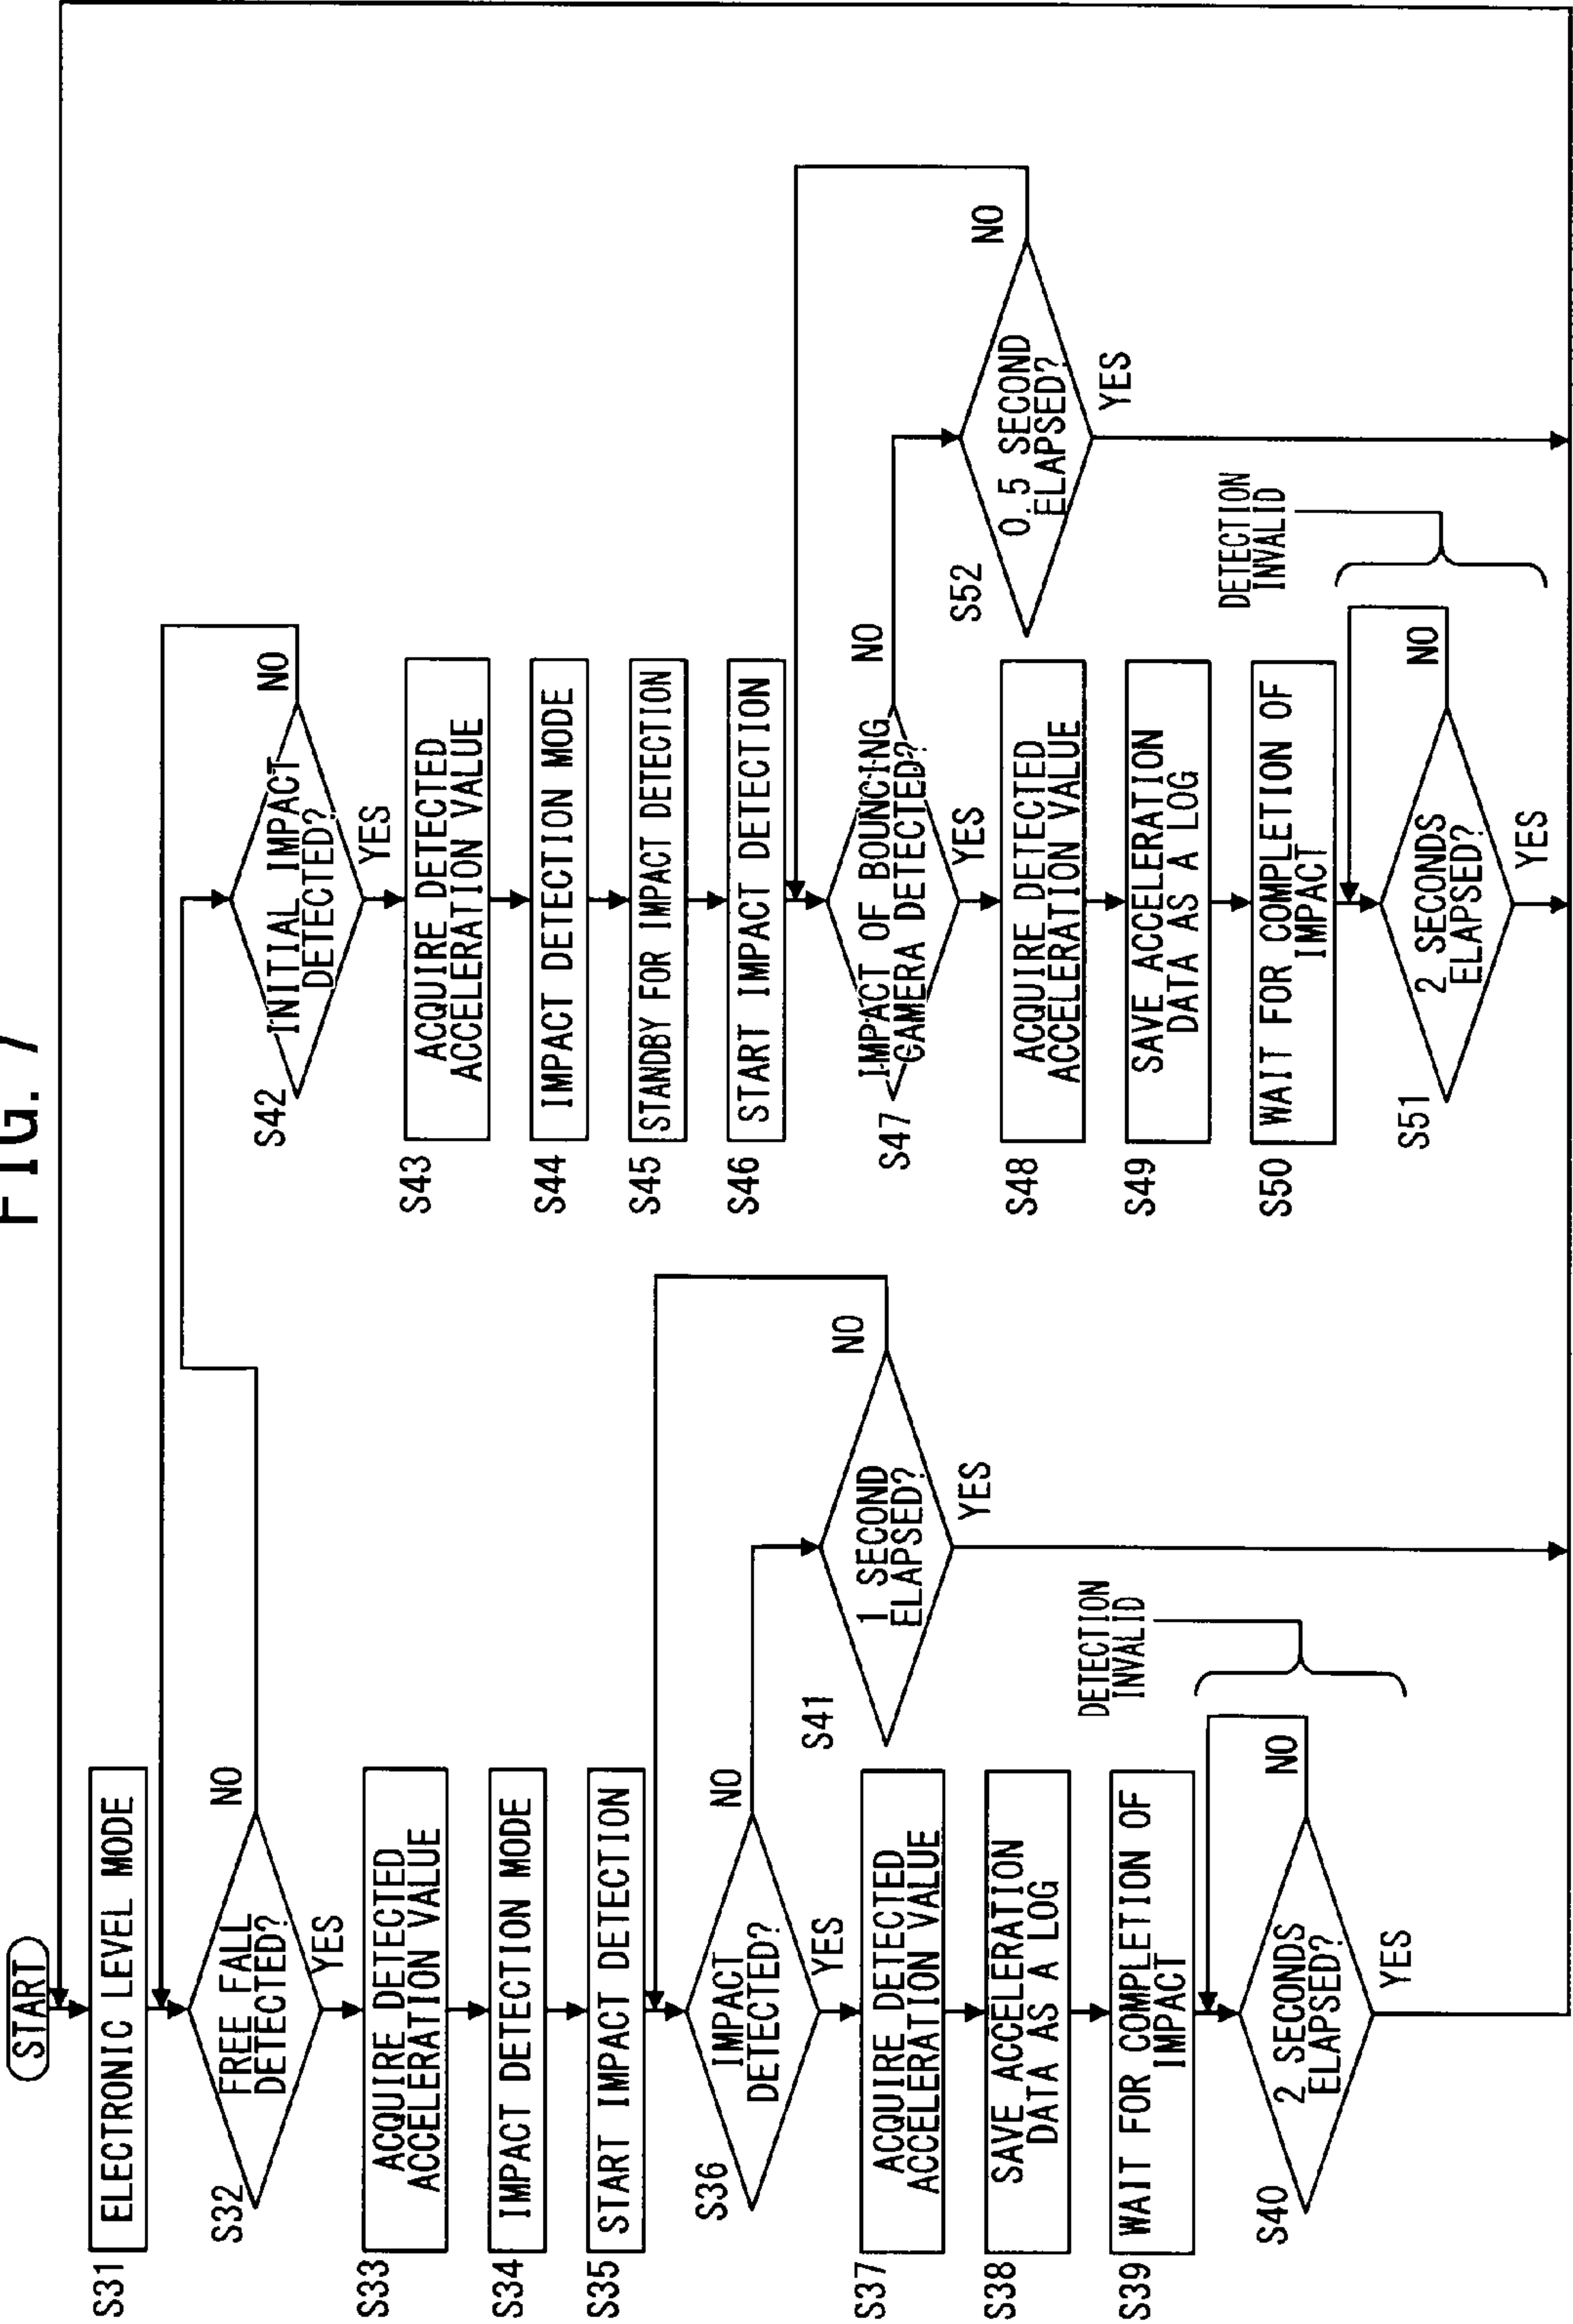 FIG. 7
START
S31
ELECTRONIC LEVEL MODE
S32
FREE FALL
DETECTED?
NO
YES
S33
ACQUIRE DETECTED
ACCELERATION VALUE
S34
IMPACT DETECTION MODE
S35
START IMPACT DETECTION
S36
IMPACT
DETECTED?
NO
YES
S37
ACQUIRE DETECTED
ACCELERATION VALUE
S38
SAVE ACCELERATION
DATA AS A LOG
S39
WAIT FOR COMPLETION OF
IMPACT
S40
2 SECONDS
ELAPSED?
NO
YES
DETECTION
INVALID
S41
1 SECOND
ELAPSED?
NO
YES
S42
INITIAL IMPACT
DETECTED?
NO
YES
S43
ACQUIRE DETECTED
ACCELERATION VALUE
S44
IMPACT DETECTION MODE
S45
STANDBY FOR IMPACT DETECTION
S46
START IMPACT DETECTION
S47
IMPACT OF BOUNCING
CAMERA DETECTED?
NO
YES
S48
ACQUIRE DETECTED
ACCELERATION VALUE
S49
SAVE ACCELERATION
DATA AS A LOG
S50
WAIT FOR COMPLETION OF
IMPACT
S51
2 SECONDS
ELAPSED?
NO
YES
DETECTION
INVALID
S52
0.5 SECOND
ELAPSED?
NO
YES